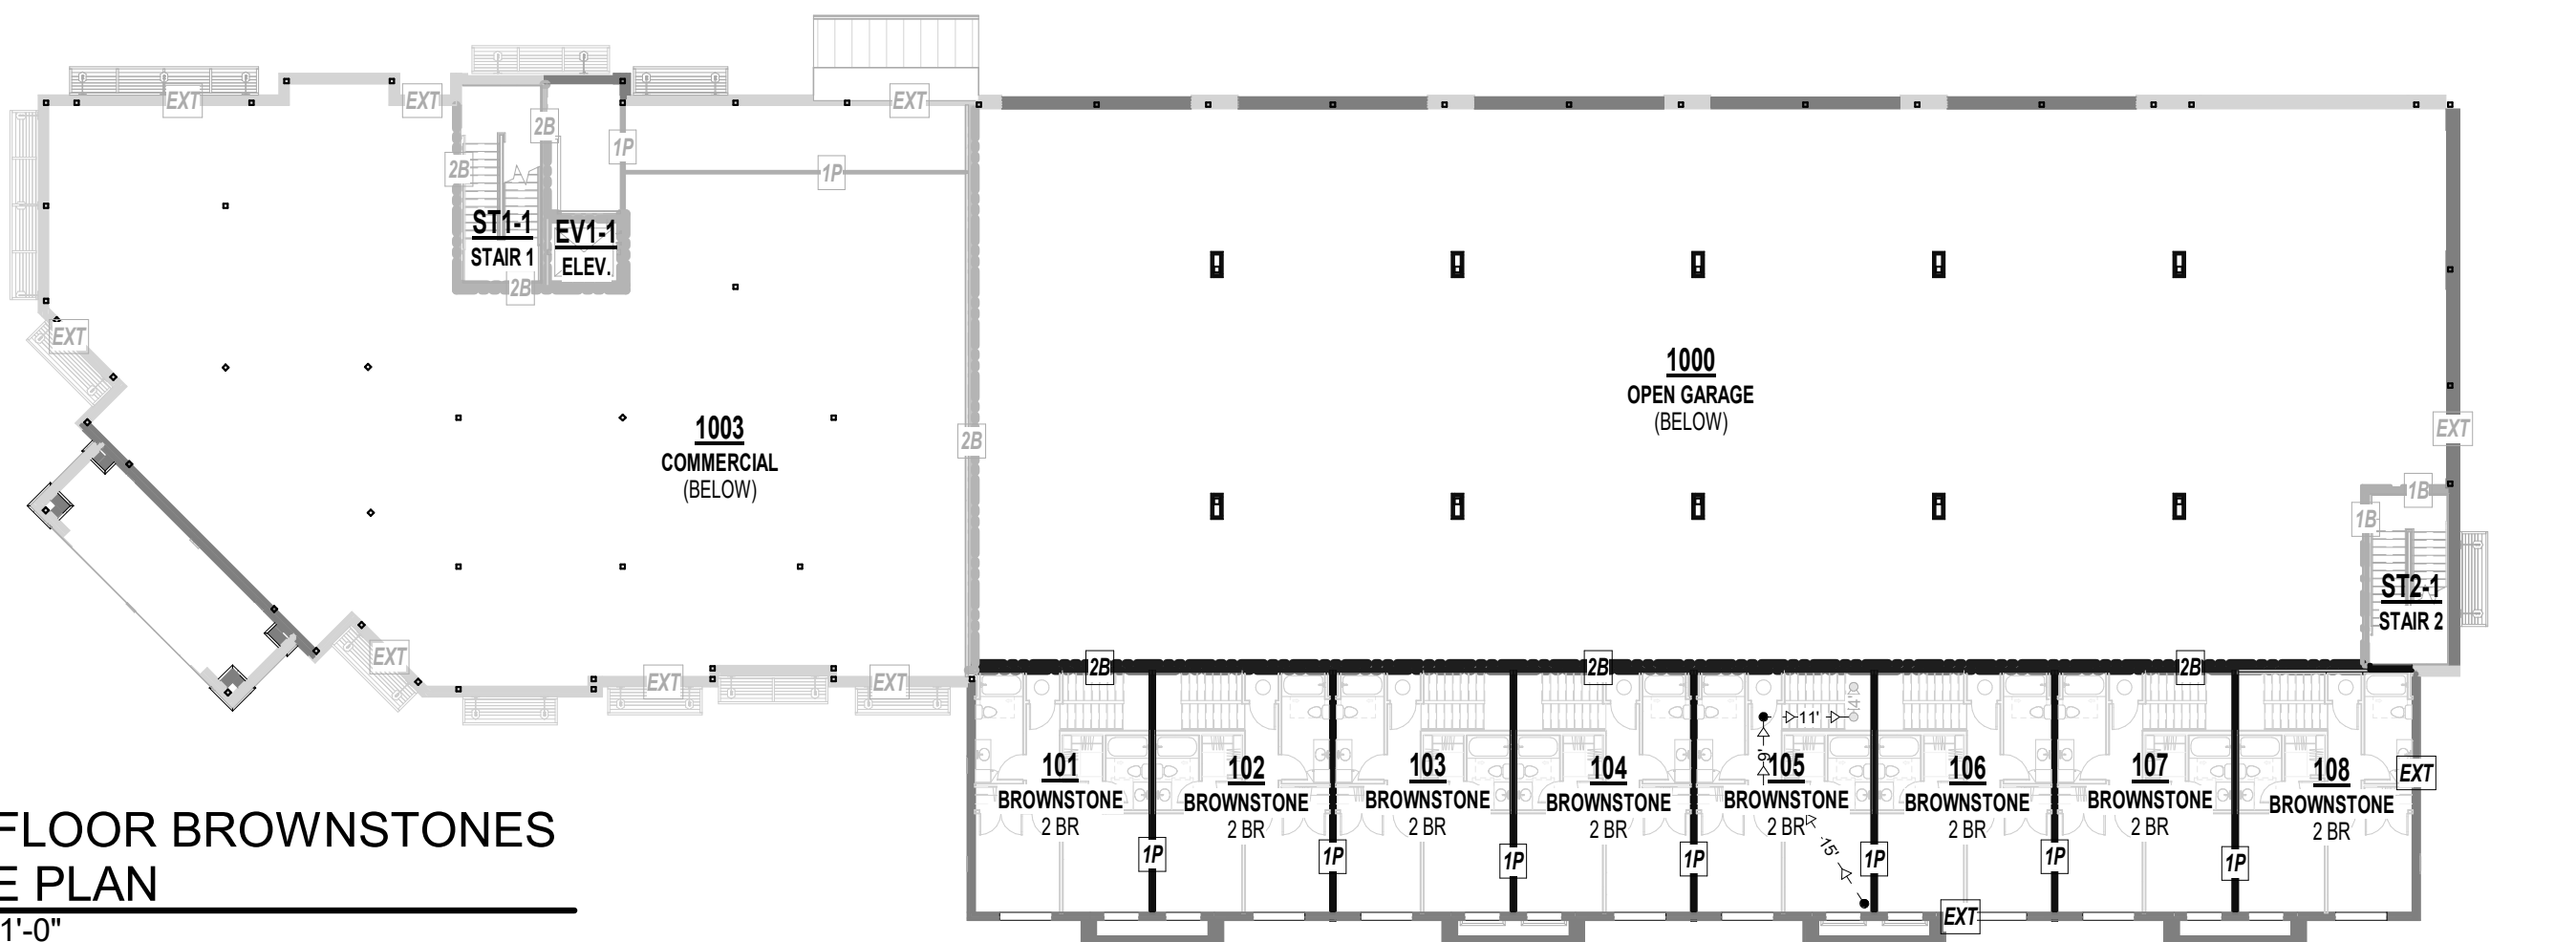 EXT
EXT
EXT
2B
2B
1P
1P
ST1-1
STAIR 1
EV1-1
ELEV.
2B
EXT
1000
OPEN GARAGE
(BELOW)
1003
COMMERCIAL
(BELOW)
2B
EXT
1B
1B
ST2-1
STAIR 2
EXT
EXT
EXT
2B
2B
2B
4'
11'
9'
101
BROWNSTONE
2 BR
102
BROWNSTONE
2 BR
103
BROWNSTONE
2 BR
104
BROWNSTONE
2 BR
105
BROWNSTONE
2 BR
106
BROWNSTONE
2 BR
107
BROWNSTONE
2 BR
108
BROWNSTONE
2 BR
EXT
15'
1P
1P
1P
1P
1P
1P
1P
EXT
FLOOR BROWNSTONES
E PLAN
1'-0"